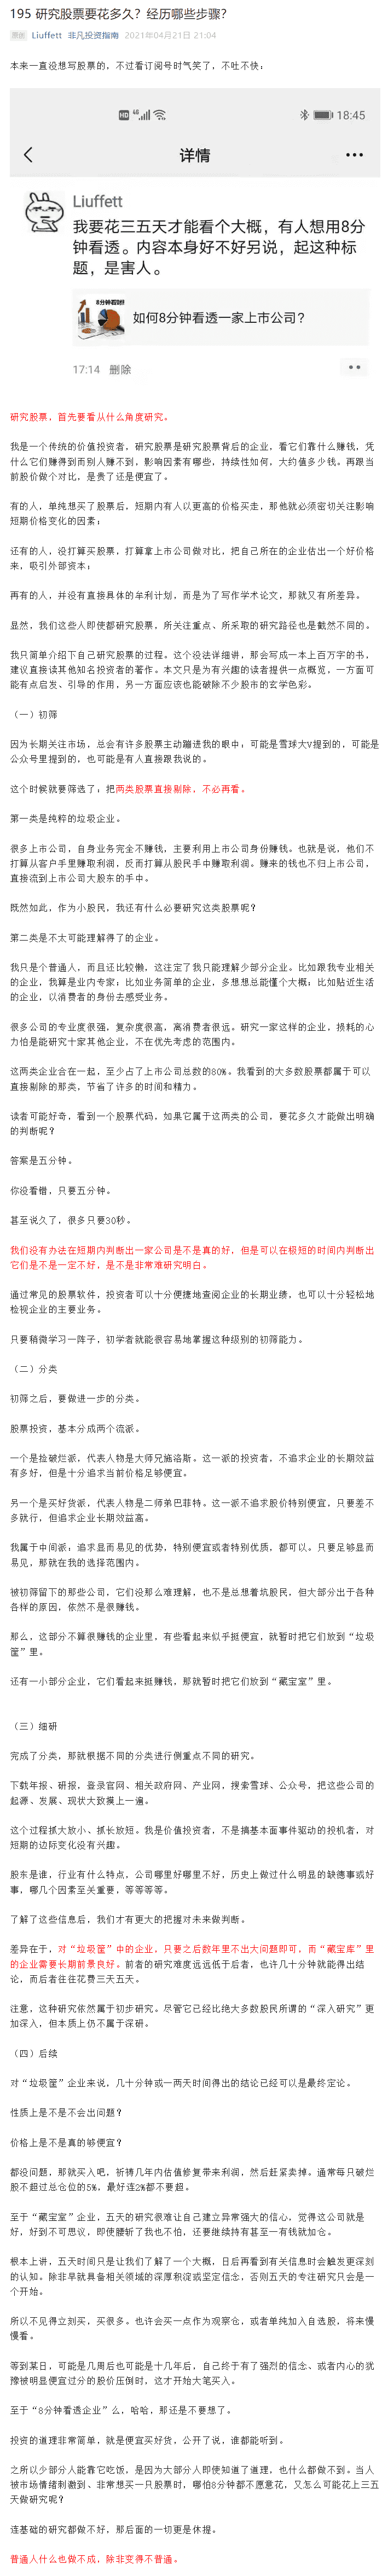 195 研究股票要花多久？经历哪些步骤？
原创 Liuffett 非凡投资指南 2021年04月21日 21:04
本来一直没想写股票的，不过看订阅号时气笑了，不吐不快：
HD 4G 18:45
详情
Liuffett
我要花三五天才能看个大概，有人想用8分
钟看透。内容本身好不好另说，起这种标
题，是害人。
8分钟看透
如何8分钟看透一家上市公司？
17:14 删除
研究股票，首先要看从什么角度研究。
我是一个传统的价值投资者，研究股票是研究股票背后的企业，看它们靠什么赚钱，凭
什么它们赚得到而别人赚不到，影响因素有哪些，持续性如何，大约值多少钱。再跟当
前股价做个对比，是贵了还是便宜了。
有的人，单纯想买了股票后，短期内有人以更高的价格买走，那他就必须密切关注影响
短期价格变化的因素；
还有的人，没打算买股票，打算拿上市公司做对比，把自己所在的企业估出一个好价格
来，吸引外部资本；
再有的人，并没有直接具体的牟利计划，而是为了写作学术论文，那就又有所差异。
显然，我们这些人即使都研究股票，所关注重点、所采取的研究路径也是截然不同的。
我只简单介绍下自己研究股票的过程。这个没法详细讲，那会写成一本上百万字的书，
建议直接读其他知名投资者的著作。本文只是为有兴趣的读者提供一点概览，一方面可
能有点启发、引导的作用，另一方面应该也能破除不少股市的玄学色彩。
（一）初筛
因为长期关注市场，总会有许多股票主动蹦进我的眼中，可能是雪球大V提到的，可能是
公众号里提到的，也可能是有人直接跟我说的。
这个时候就要筛选了，把两类股票直接剔除，不必再看。
第一类是纯粹的垃圾企业。
很多上市公司，自身业务完全不赚钱，主要利用上市公司身份赚钱。也就是说，他们不
打算从客户手里赚取利润，反而打算从股民手中赚取利润。赚来的钱也不归上市公司，
直接流到上市公司大股东的手中。
既然如此，作为小股民，我还有什么必要研究这类股票呢？
第二类是不太可能理解得了的企业。
我只是个普通人，而且还比较懒，这注定了我只能理解少部分企业。比如跟我专业相关
的企业，我算是业内专家；比如业务简单的企业，多想想总能懂个大概；比如贴近生活
的企业，以消费者的身份去感受业务。
很多公司的专业度很强，复杂度很高，离消费者很远。研究一家这样的企业，损耗的心
力怕是能研究十家其他企业，不在优先考虑的范围内。
这两类企业合在一起，至少占了上市公司总数的80%。我看到的大多数股票都属于可以
直接剔除的那类，节省了许多的时间和精力。
读者可能好奇，看到一个股票代码，如果它属于这两类的公司，要花多久才能做出明确
的判断呢？
答案是五分钟。
你没看错，只要五分钟。
甚至说久了，很多只要30秒。
我们没有办法在短期内判断出一家公司是不是真的好，但是可以在极短的时间内判断出
它们是不是一定不好，是不是非常难研究明白。
通过常见的股票软件，投资者可以十分便捷地查阅企业的长期业绩，也可以十分轻松地
检视企业的主要业务。
只要稍微学习一阵子，初学者就能很容易地掌握这种级别的初筛能力。
（二）分类
初筛之后，要做进一步的分类。
股票投资，基本分成两个流派。
一个是捡破烂派，代表人物是大师兄施洛斯。这一派的投资者，不追求企业的长期效益
有多好，但是十分追求当前价格足够便宜。
另一个是买好货派，代表人物是二师弟巴菲特。这一派不追求股价特别便宜，只要差不
多就行，但追求企业长期效益高。
我属于中间派，追求显而易见的优势，特别便宜或者特别优质，都可以。只要足够显而
易见，那就在我的选择范围内。
被初筛留下的那些公司，它们没那么难理解，也不是总想着坑股民，但大部分出于各种
各样的原因，依然不是很赚钱。
那么，这部分不算很赚钱的企业里，有些看起来似乎挺便宜，就暂时把它们放到“垃圾
筐”里。
还有一小部分企业，它们看起来挺赚钱，那就暂时把它们放到“藏宝室”里。
（三）细研
完成了分类，那就根据不同的分类进行侧重点不同的研究。
下载年报、研报，登录官网、相关政府网、产业网，搜索雪球、公众号，把这些公司的
起源、发展、现状大致摸上一遍。
这个过程抓大放小、抓长放短。我是价值投资者，不是搞基本面事件驱动的投机者，对
短期的边际变化没有兴趣。
股东是谁，行业有什么特点，公司哪里好哪里不好，历史上做过什么明显的缺德事或好
事，哪几个因素至关重要，等等等等。
了解了这些信息后，我们才有更大的把握对未来做判断。
差异在于，对“垃圾筐”中的企业，只要之后数年里不出大问题即可，而“藏宝库”里
的企业需要长期前景良好。前者的研究难度远远低于后者，也许几十分钟就能得出结
论，而后者往往花费三天五天。
注意，这种研究依然属于初步研究。尽管它已经比绝大多数股民所谓的“深入研究”更
加深入，但本质上仍不属于深研。
（四）后续
对“垃圾筐”企业来说，几十分钟或一两天时间得出的结论已经可以是最终定论。
性质上是不是不会出问题？
价格上是不是真的够便宜？
都没问题，那就买入吧，祈祷几年内估值修复带来利润，然后赶紧卖掉。通常每只破烂
股不超过总仓位的5%，最好连2%都不要超。
至于“藏宝室”企业，五天的研究很难让自己建立异常强大的信心，觉得这公司就是
好，好到不可思议，即使腰斩了我也不怕，还要继续持有甚至一有钱就加仓。
根本上讲，五天时间只是让我们了解了一个大概，日后再看到有关信息时会触发更深刻
的认知。除非早就具备相关领域的深厚积淀或坚定信念，否则五天的专注研究只会是一
个开始。
所以不见得立刻买，买很多。也许会买一点作为观察仓，或者单纯加入自选股，将来慢
慢看。
等到某日，可能是几周后也可能是十几年后，自己终于有了强烈的信念、或者内心的犹
豫被明显便宜过分的股价压倒时，这才开始大笔买入。
至于“8分钟看透企业”么，哈哈，那还是不要想了。
投资的道理非常简单，就是便宜买好货，公开了说，谁都能听到。
之所以少部分人能靠它吃饭，是因为大部分人即使知道了道理，也什么都做不到。当人
被市场情绪刺激到、非常想买一只股票时，哪怕8分钟都不愿意花，又怎么可能花上三五
天做研究呢？
连基础的研究都做不好，那后面的一切更是休提。
普通人什么也做不成，除非变得不普通。